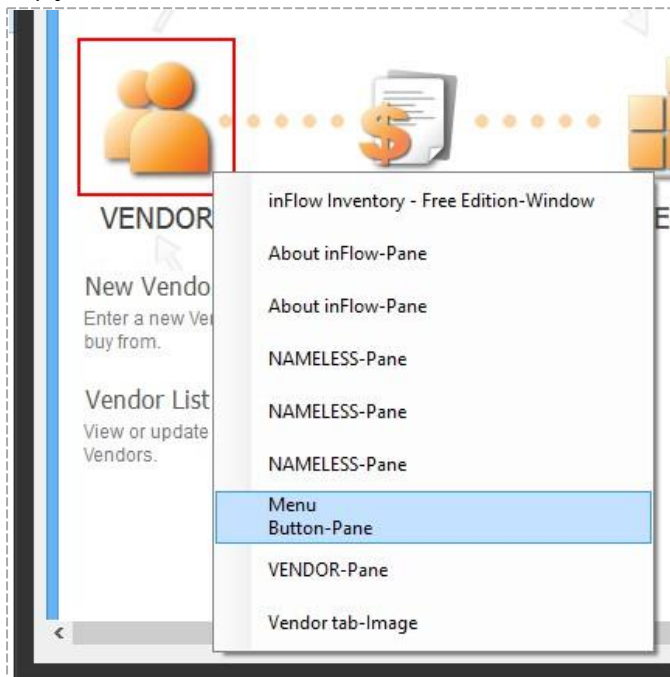 VENDOR
New Vendo
Enter a new Ve
buy from.
Vendor List
View or update
Vendors.
inFlow Inventory - Free Edition-Window
About inFlow-Pane
About inFlow-Pane
NAMELESS-Pane
NAMELESS-Pane
NAMELESS-Pane
Menu
Button-Pane
VENDOR-Pane
Vendor tab-Image
E